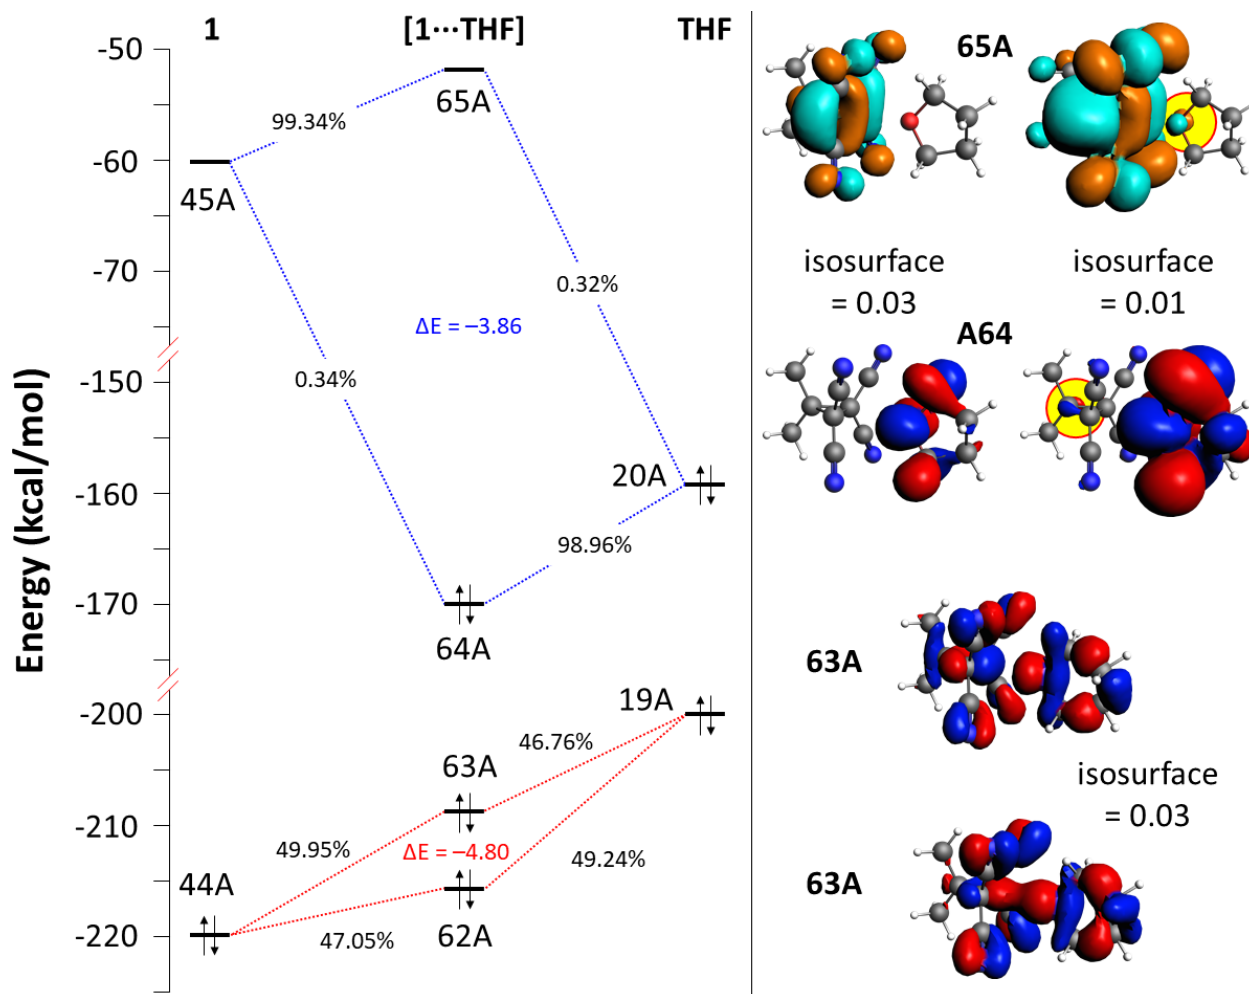 1 [1···THF] THF
Energy (kcal/mol)
-50
-60
-70
-150
-160
-170
-200
-210
-220
65A
99.34%
45A
0.32%
ΔE = –3.86
0.34%
20A
98.96%
64A
19A
46.76%
63A
49.95%
ΔE = –4.80
49.24%
44A
47.05%
62A
65A
isosurface
= 0.03
isosurface
= 0.01
A64
63A
isosurface
= 0.03
63A